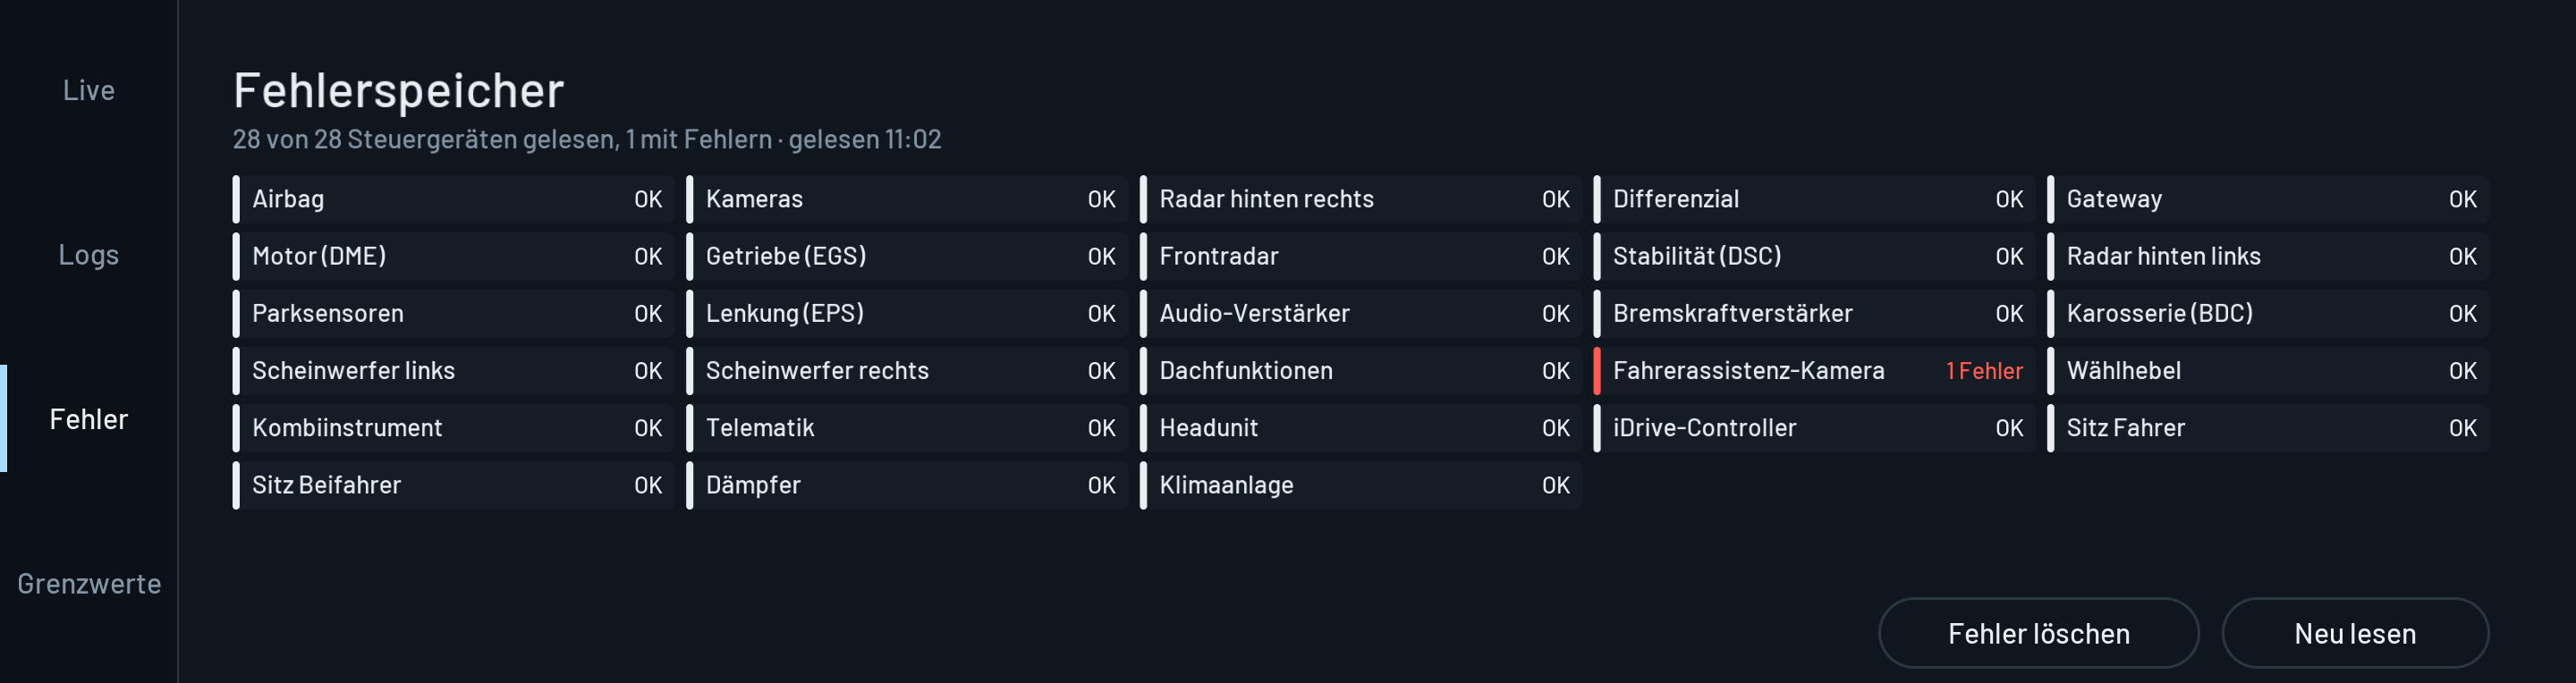 Live
Logs
Fehler
Grenzwerte
Fehlerspeicher
28 von 28 Steuergeräten gelesen, 1 mit Fehlern · gelesen 11:02
Airbag OK
Kameras OK
Radar hinten rechts OK
Differenzial OK
Gateway OK
Motor (DME) OK
Getriebe (EGS) OK
Frontradar OK
Stabilität (DSC) OK
Radar hinten links OK
Parksensoren OK
Lenkung (EPS) OK
Audio-Verstärker OK
Bremskraftverstärker OK
Karosserie (BDC) OK
Scheinwerfer links OK
Scheinwerfer rechts OK
Dachfunktionen OK
Fahrerassistenz-Kamera 1 Fehler
Wählhebel OK
Kombiinstrument OK
Telematik OK
Headunit OK
iDrive-Controller OK
Sitz Fahrer OK
Sitz Beifahrer OK
Dämpfer OK
Klimaanlage OK
Fehler löschen
Neu lesen